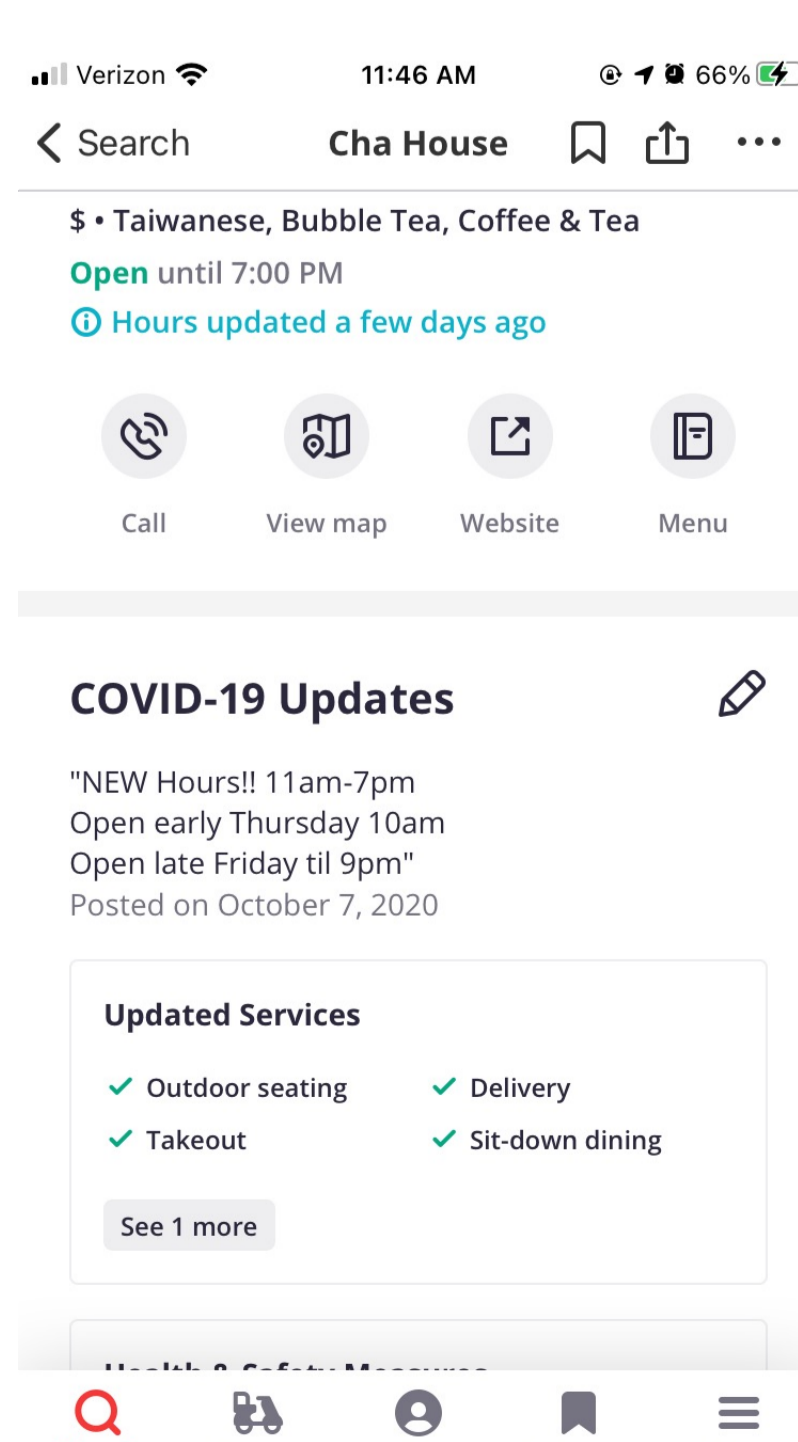 Verizon 11:46 AM 66%
Search Cha House
$ • Taiwanese, Bubble Tea, Coffee & Tea
Open until 7:00 PM
Hours updated a few days ago
Call View map Website Menu
COVID-19 Updates
"NEW Hours!! 11am-7pm
Open early Thursday 10am
Open late Friday til 9pm"
Posted on October 7, 2020
Updated Services
Outdoor seating Delivery
Takeout Sit-down dining
See 1 more
Health & Safety Measures